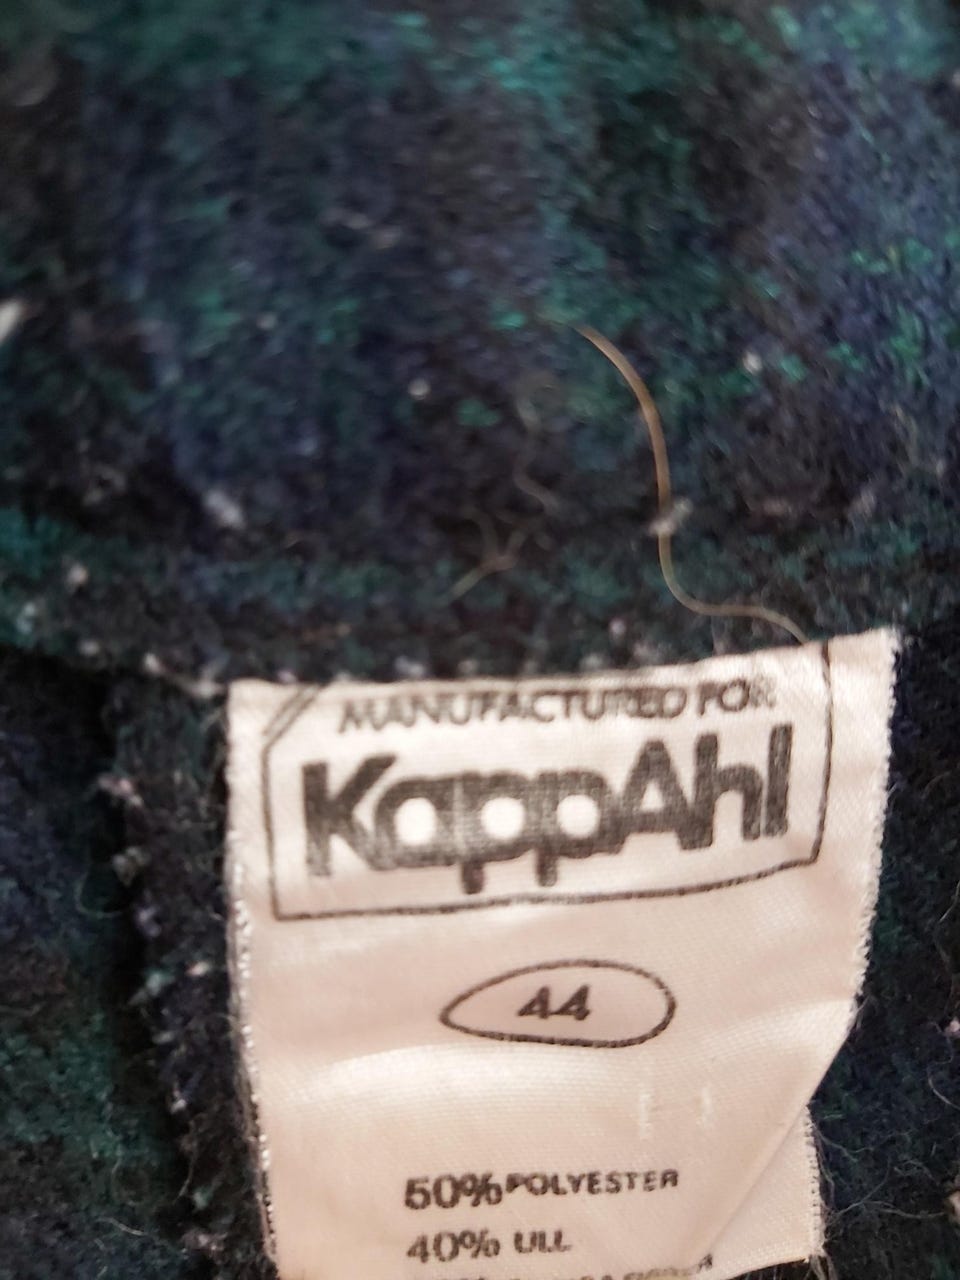 MANUFACTURED FOR
KappAhl
44
50% POLYESTER
40% ULL